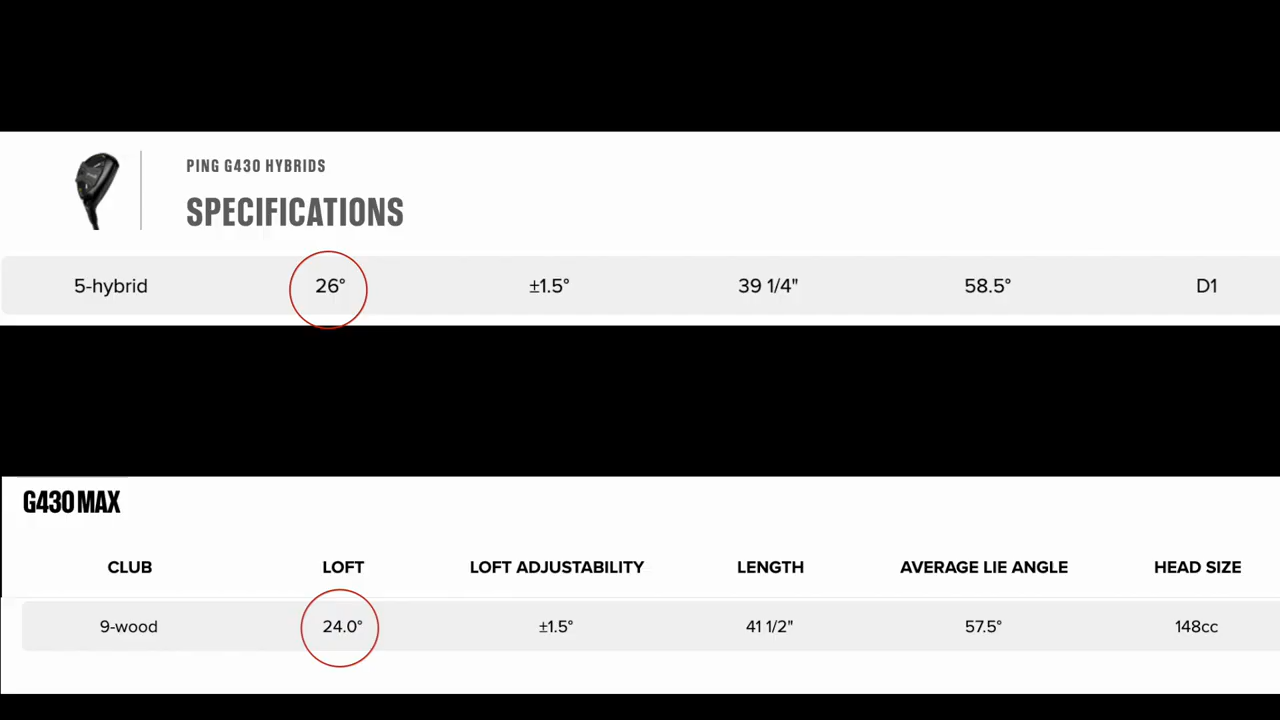 PING G430 HYBRIDS
SPECIFICATIONS
5-hybrid 26° ±1.5° 39 1/4" 58.5° D1
G430 MAX
CLUB LOFT LOFT ADJUSTABILITY LENGTH AVERAGE LIE ANGLE HEAD SIZE
9-wood 24.0° ±1.5° 41 1/2" 57.5° 148cc